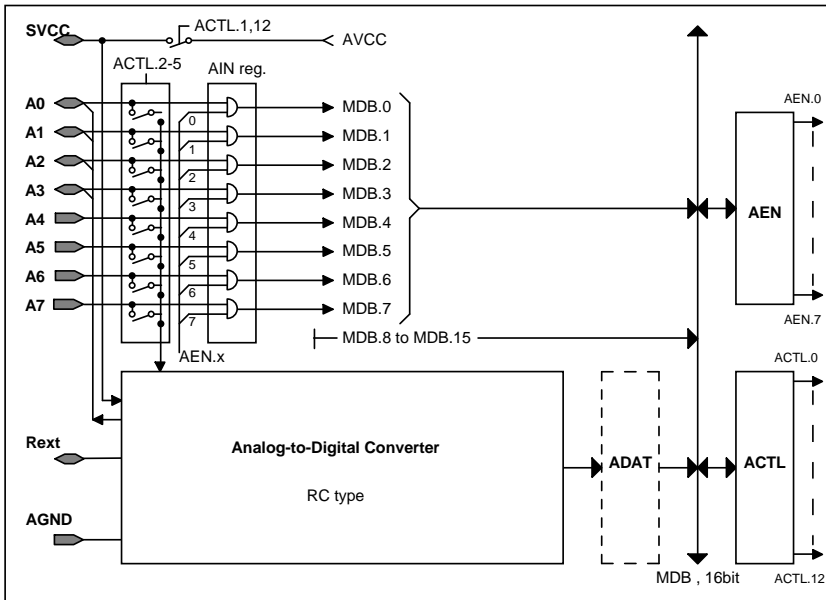 SVCC
ACTL.1,12
AVCC
ACTL.2-5
AIN reg.
A0
A1
A2
A3
A4
A5
A6
A7
0
1
2
3
4
5
6
7
MDB.0
MDB.1
MDB.2
MDB.3
MDB.4
MDB.5
MDB.6
MDB.7
MDB.8 to MDB.15
AEN.x
AEN.0
AEN
AEN.7
Rext
AGND
Analog-to-Digital Converter
RC type
ADAT
ACTL.0
ACTL
ACTL.12
MDB , 16bit